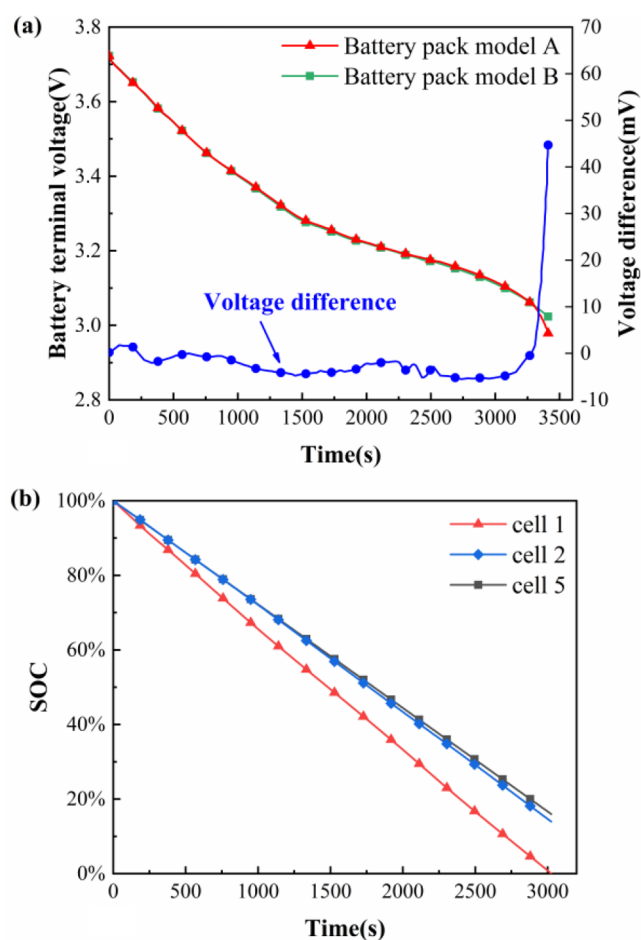 (a)
3.8
3.6
3.4
3.2
3.0
2.8
Battery terminal voltage(V)
Battery pack model A
Battery pack model B
Voltage difference
70
60
50
40
30
20
10
0
-10
Voltage difference(mV)
0 500 1000 1500 2000 2500 3000 3500
Time(s)
(b)
100%
80%
60%
40%
20%
0%
SOC
cell 1
cell 2
cell 5
0 500 1000 1500 2000 2500 3000
Time(s)